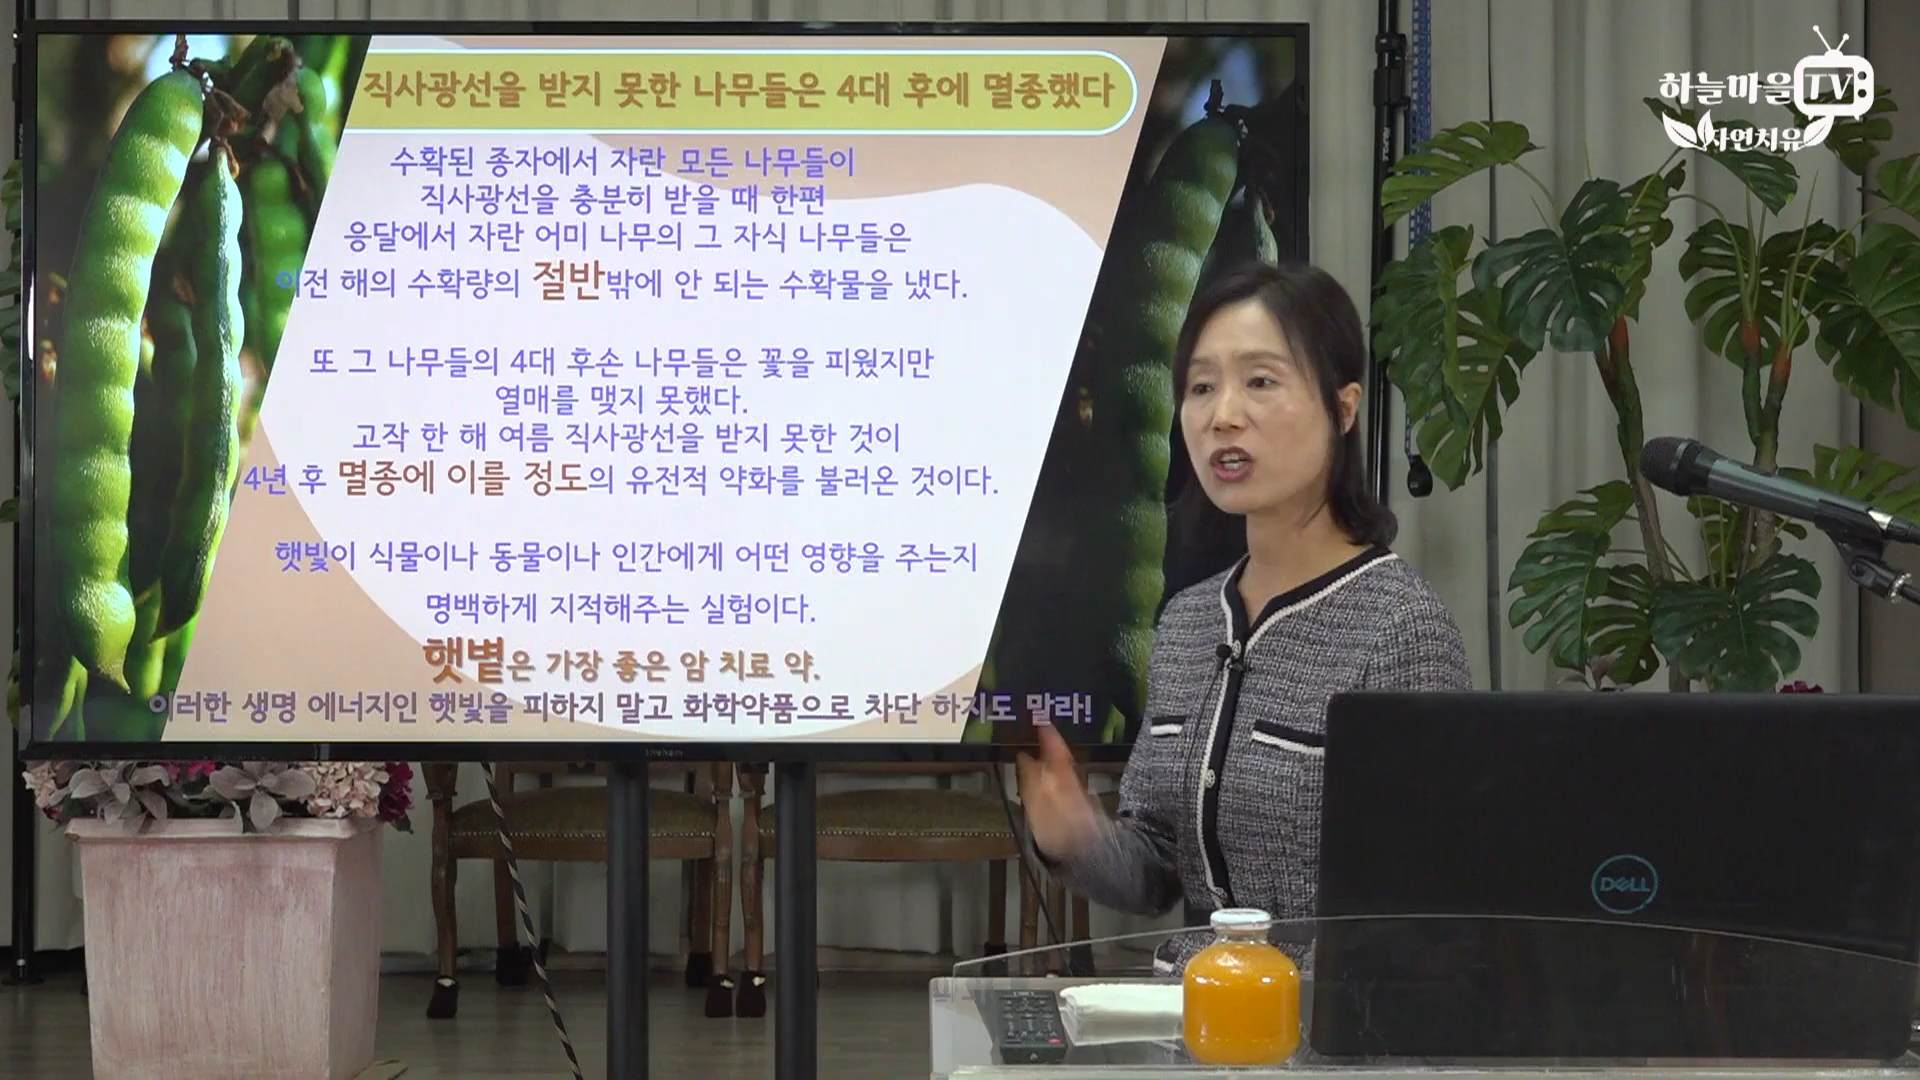 직사광선을 받지 못한 나무들은 4대 후에 멸종했다
수확된 종자에서 자란 모든 나무들이
직사광선을 충분히 받을 때 한편
응달에서 자란 어미 나무의 그 자식 나무들은
이전 해의 수확량의 절반밖에 안 되는 수확물을 냈다.
또 그 나무들의 4대 후손 나무들은 꽃을 피웠지만
열매를 맺지 못했다.
고작 한 해 여름 직사광선을 받지 못한 것이
4년 후 멸종에 이를 정도의 유전적 약화를 불러온 것이다.
햇빛이 식물이나 동물이나 인간에게 어떤 영향을 주는지
명백하게 지적해주는 실험이다.
햇볕은 가장 좋은 암 치료 약.
이러한 생명 에너지인 햇빛을 피하지 말고 화학약품으로 차단 하지도 말라!
하늘마을TV
자연치유
DELL